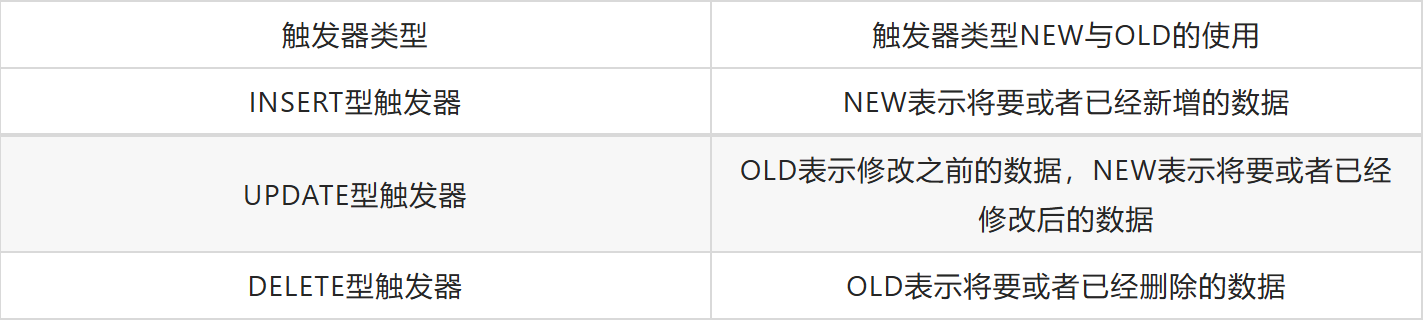 触发器类型
触发器类型NEW与OLD的使用
INSERT型触发器
NEW表示将要或者已经新增的数据
UPDATE型触发器
OLD表示修改之前的数据，NEW表示将要或者已经
修改后的数据
DELETE型触发器
OLD表示将要或者已经删除的数据